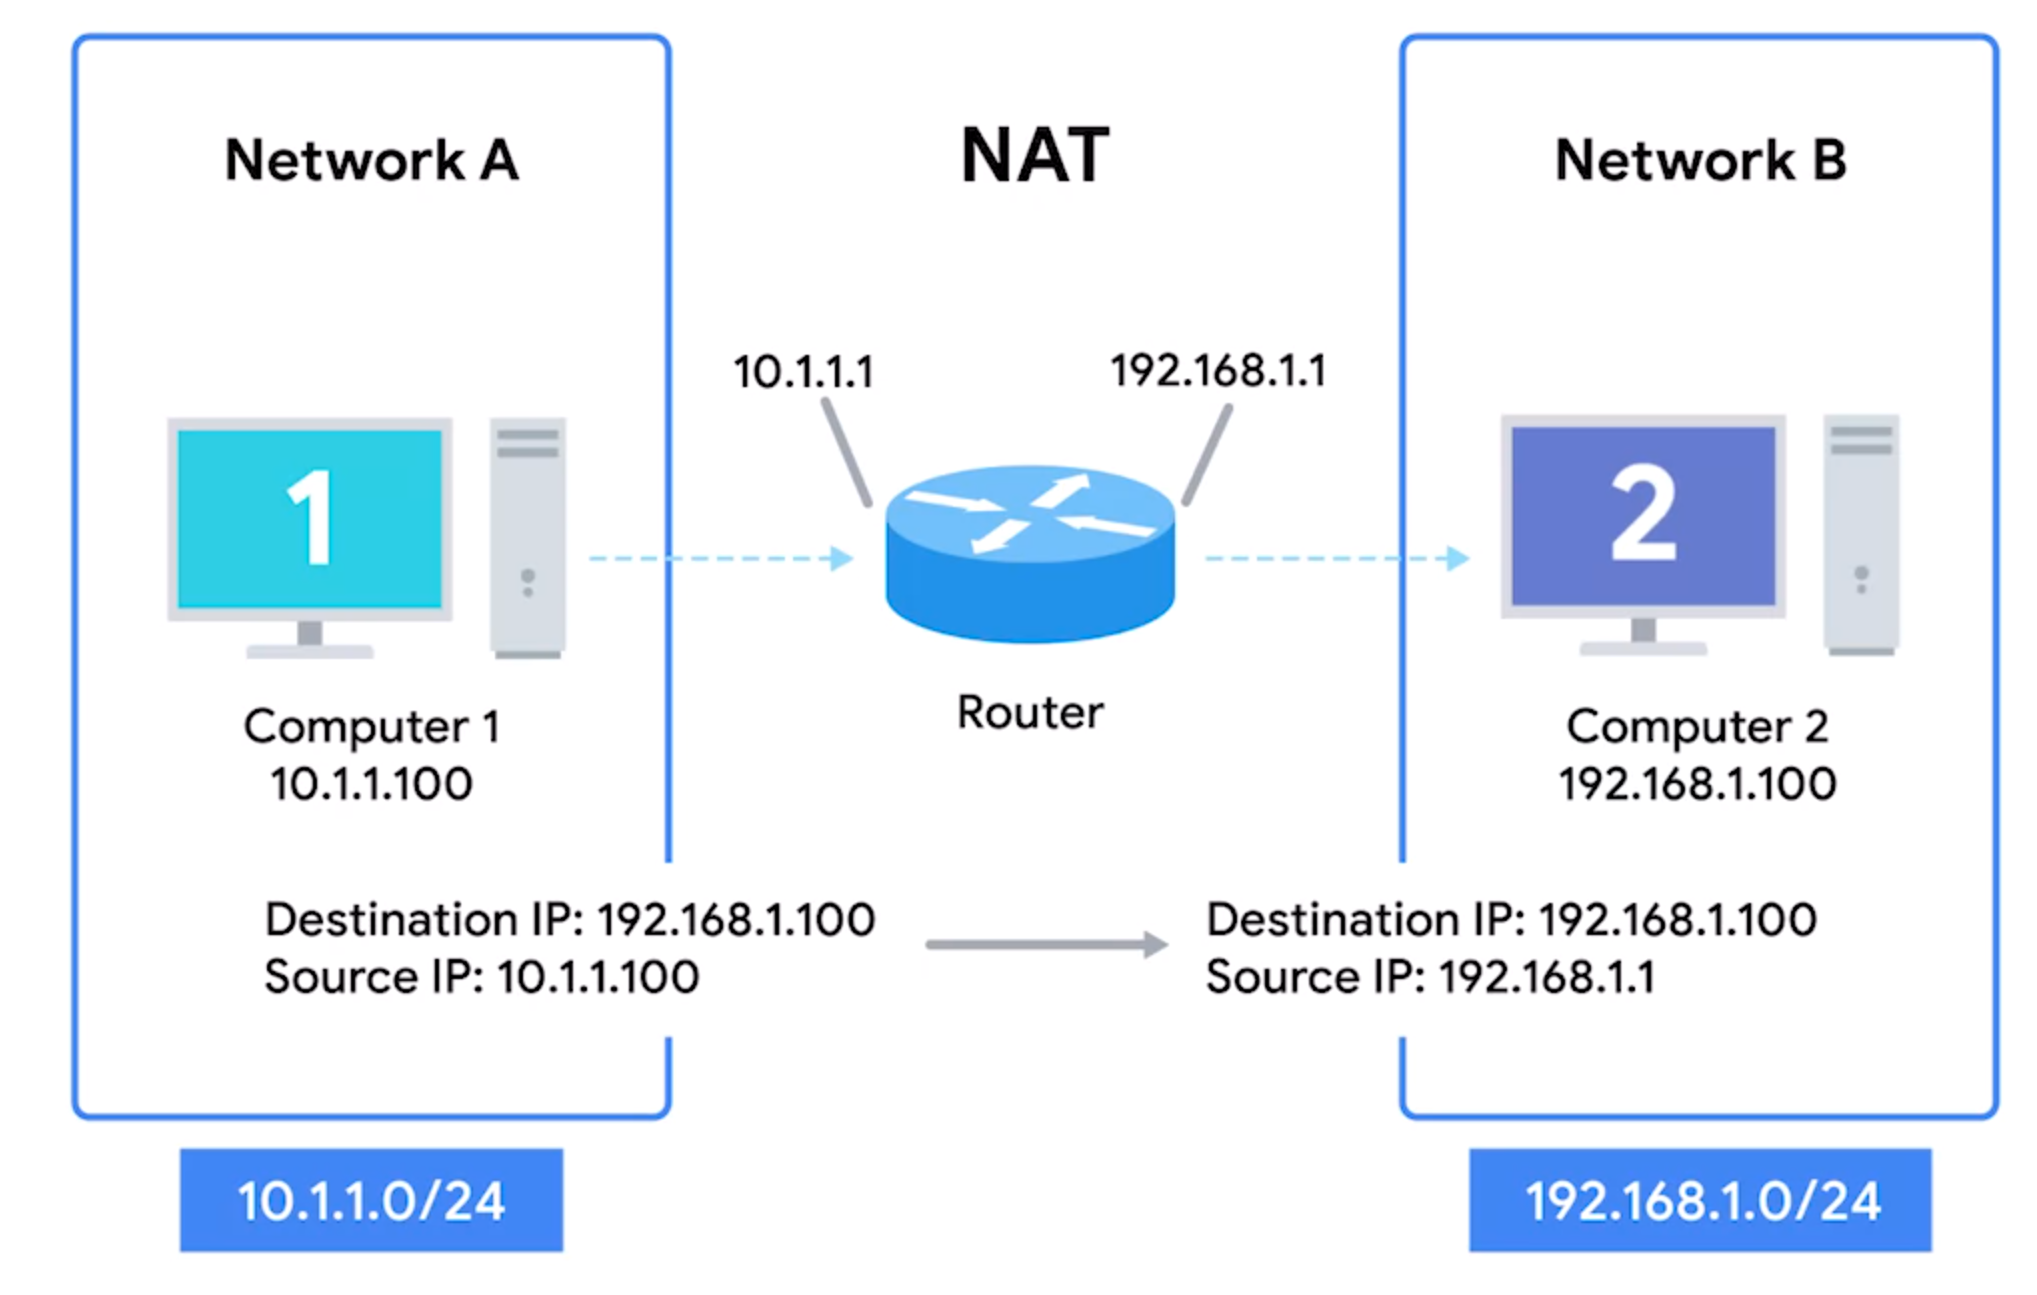 Network A
NAT
Network B
10.1.1.1
192.168.1.1
1
2
Computer 1
10.1.1.100
Router
Computer 2
192.168.1.100
Destination IP: 192.168.1.100
Source IP: 10.1.1.100
Destination IP: 192.168.1.100
Source IP: 192.168.1.1
10.1.1.0/24
192.168.1.0/24